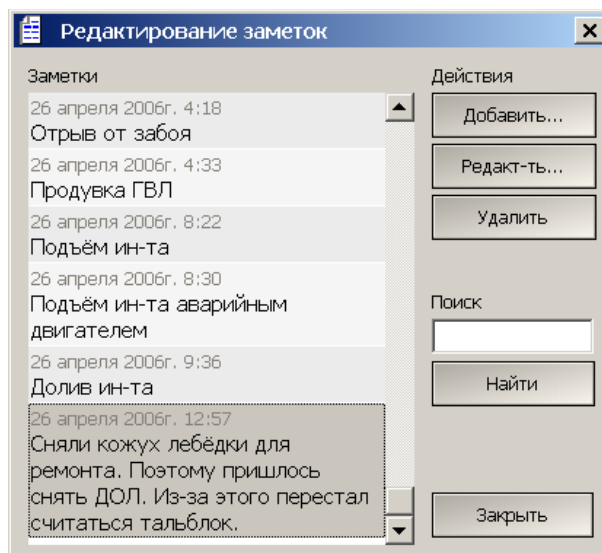 Редактирование заметок
Заметки
26 апреля 2006г. 4:18
Отрыв от забоя
26 апреля 2006г. 4:33
Продувка ГВЛ
26 апреля 2006г. 8:22
Подъём ин-та
26 апреля 2006г. 8:30
Подъём ин-та аварийным
двигателем
26 апреля 2006г. 9:36
Долив ин-та
26 апреля 2006г. 12:57
Сняли кожух лебёдки для
ремонта. Поэтому пришлось
снять ДОЛ. Из-за этого перестал
считаться тальблок.
Действия
Добавить...
Редакт-ть...
Удалить
Поиск
Найти
Закрыть